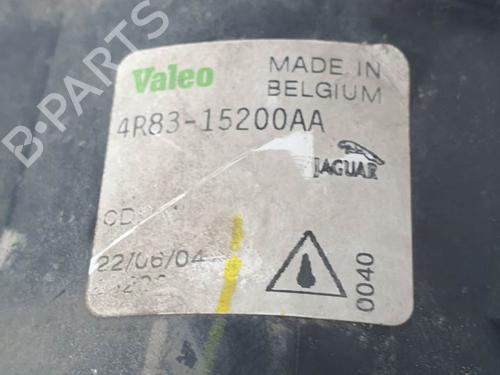 Valeo
MADE IN
BELGIUM
4R83-15200AA
JAGUAR
22/06/04
0040
B-PARTS